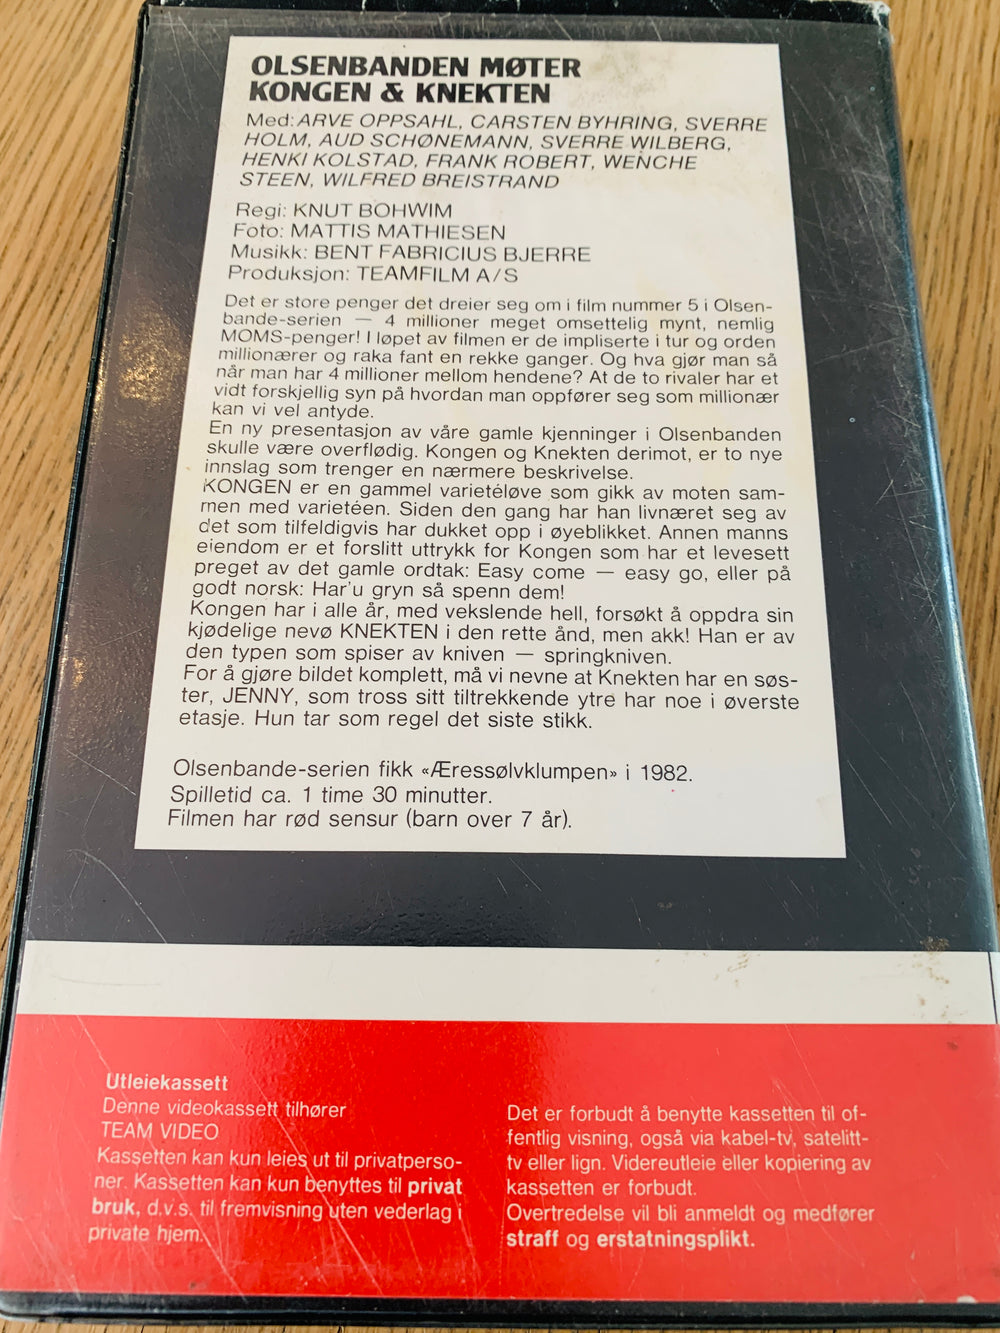 OLSENBANDEN MØTER
KONGEN & KNEKTEN
Med: ARVE OPPSAHL, CARSTEN BYHRING, SVERRE
HOLM, AUD SCHØNEMANN, SVERRE WILBERG,
HENKI KOLSTAD, FRANK ROBERT, WENCHE
STEEN, WILFRED BREISTRAND
Regi: KNUT BOHWIM
Foto: MATTIS MATHIESEN
Musikk: BENT FABRICIUS BJERRE
Produksjon: TEAMFILM A/S
Det er store penger det dreier seg om i film nummer 5 i Olsen-
bande-serien — 4 millioner meget omsettelig mynt, nemlig
MOMS-penger! I løpet av filmen er de impliserte i tur og orden
millionærer og raka fant en rekke ganger. Og hva gjør man så
når man har 4 millioner mellom hendene? At de to rivaler har et
vidt forskjellig syn på hvordan man oppfører seg som millionær
kan vi vel antyde.
En ny presentasjon av våre gamle kjenninger i Olsenbanden
skulle være overflødig. Kongen og Knekten derimot, er to nye
innslag som trenger en nærmere beskrivelse.
KONGEN er en gammel varietéløve som gikk av moten sam-
men med varietéen. Siden den gang har han livnæret seg av
det som tilfeldigvis har dukket opp i øyeblikket. Annen manns
eiendom er et forslitt uttrykk for Kongen som har et levesett
preget av det gamle ordtak: Easy come — easy go, eller på
godt norsk: Har'u gryn så spenn dem!
Kongen har i alle år, med vekslende hell, forsøkt å oppdra sin
kjødelige nevø KNEKTEN i den rette ånd, men akk! Han er av
den typen som spiser av kniven — springkniven.
For å gjøre bildet komplett, må vi nevne at Knekten har en søs-
ter, JENNY, som tross sitt tiltrekkende ytre har noe i øverste
etasje. Hun tar som regel det siste stikk.
Olsenbande-serien fikk «Æressølvklumpen» i 1982.
Spilletid ca. 1 time 30 minutter.
Filmen har rød sensur (barn over 7 år).
Utleiekassett
Denne videokassett tilhører
TEAM VIDEO
Kassetten kan kun leies ut til privatperso-
ner. Kassetten kan kun benyttes til privat
bruk, d.v.s. til fremvisning uten vederlag i
private hjem.
Det er forbudt å benytte kassetten til of-
fentlig visning, også via kabel-tv, satelitt-
tv eller lign. Videreutleie eller kopiering av
kassetten er forbudt.
Overtredelse vil bli anmeldt og medfører
straff og erstatningsplikt.